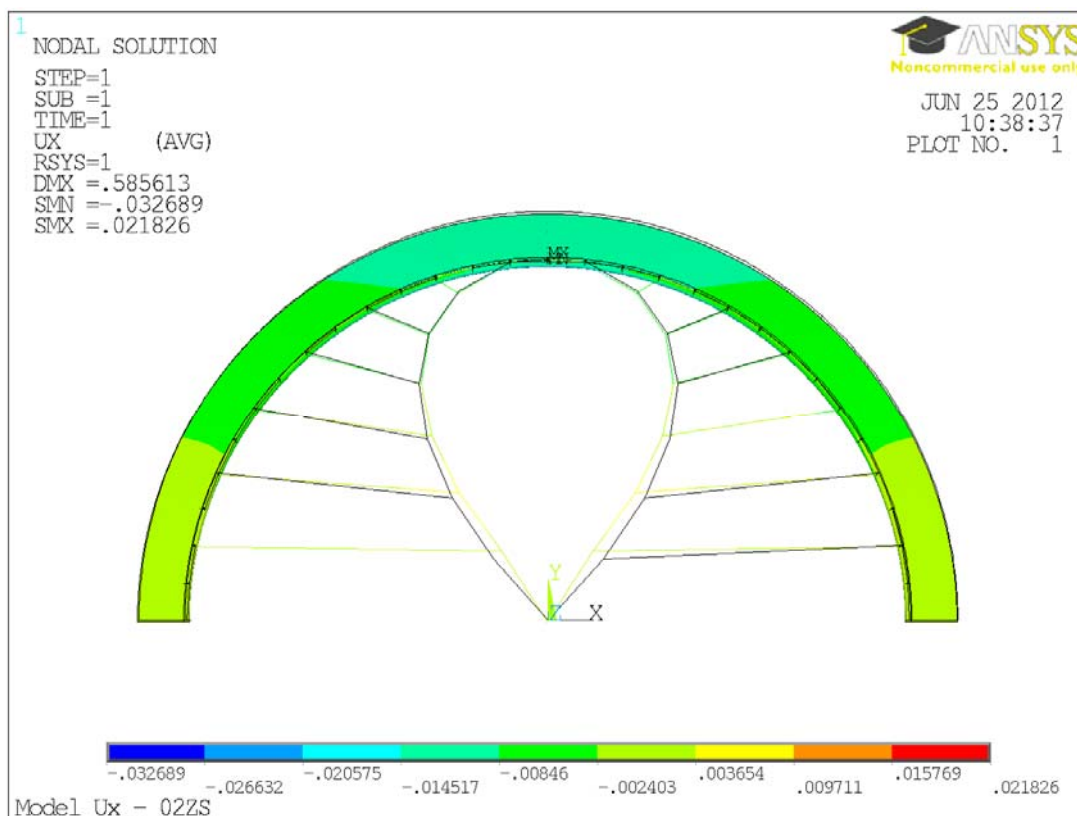 1
NODAL SOLUTION
STEP=1
SUB =1
TIME=1
UX (AVG)
RSYS=1
DMX =.585613
SMN =-.032689
SMX =.021826
ANSYS
Noncommercial use only
JUN 25 2012
10:38:37
PLOT NO. 1
MX
Y
Z X
-.032689 -.020575 -.00846 .003654 .015769
-.026632 -.014517 -.002403 .009711 .021826
Model Ux - 02ZS